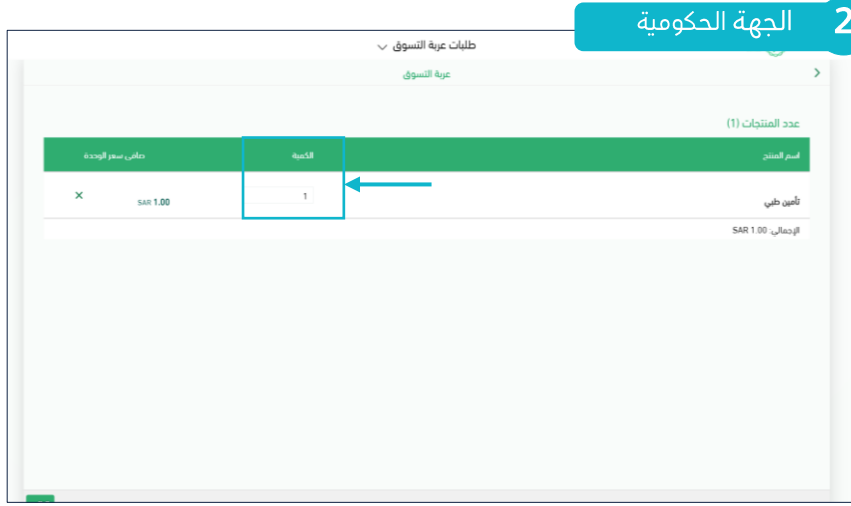 2 الجهة الحكومية
طلبات عربة التسوق
عربة التسوق
عدد المنتجات (1)
اسم المنتج الكمية صافي سعر الوحدة
تأمين طبي 1 SAR 1.00 ×
الإجمالي: SAR 1.00